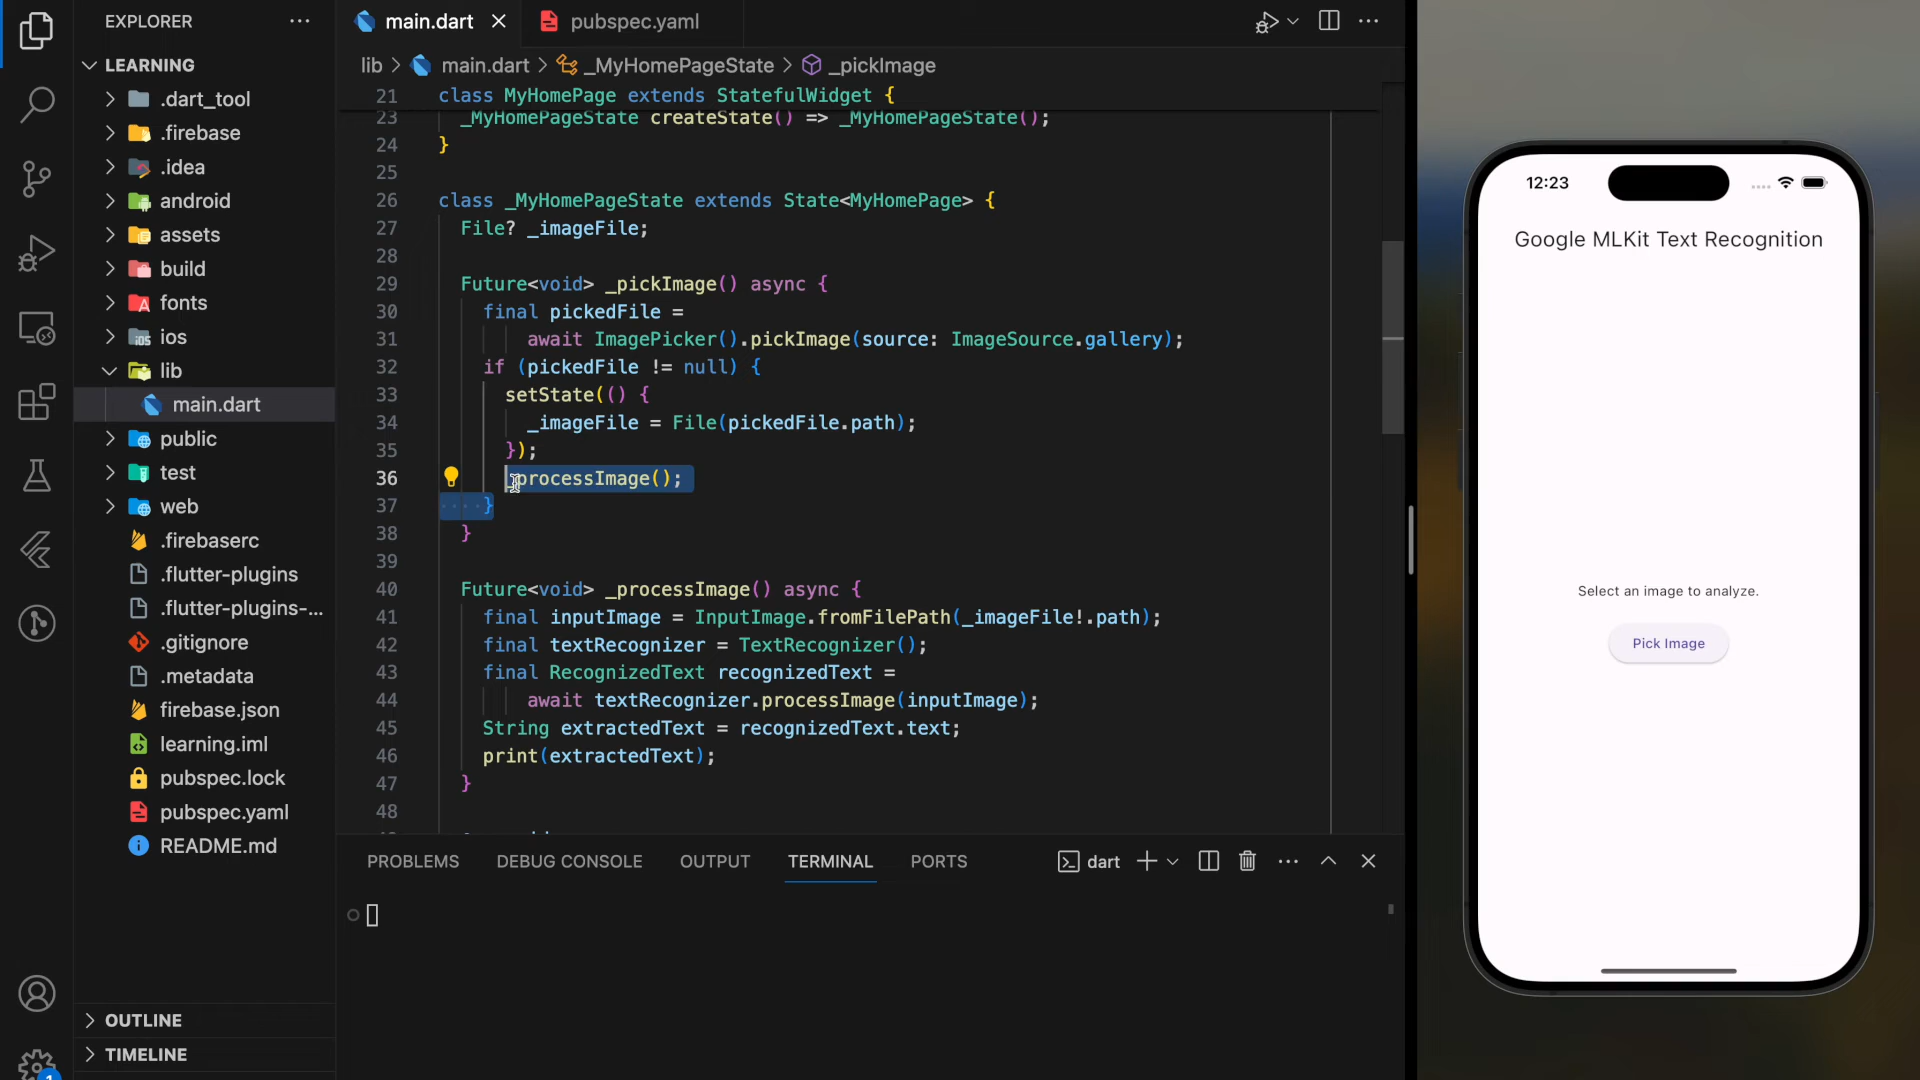 EXPLORER
LEARNING
.dart_tool
.firebase
.idea
android
assets
build
fonts
ios
lib
main.dart
public
test
web
.firebaserc
.flutter-plugins
.flutter-plugins-...
.gitignore
.metadata
firebase.json
learning.iml
pubspec.lock
pubspec.yaml
README.md
OUTLINE
TIMELINE
1
main.dart
pubspec.yaml
lib > main.dart > _MyHomePageState > _pickImage
21 class MyHomePage extends StatefulWidget {
23 _MyHomePageState createState() => _MyHomePageState();
24 }
25
26 class _MyHomePageState extends State<MyHomePage> {
27 File? _imageFile;
28
29 Future<void> _pickImage() async {
30 final pickedFile =
31 await ImagePicker().pickImage(source: ImageSource.gallery);
32 if (pickedFile != null) {
33 setState(() {
34 _imageFile = File(pickedFile.path);
35 });
36 _processImage();
37 }
38 }
39
40 Future<void> _processImage() async {
41 final inputImage = InputImage.fromFilePath(_imageFile!.path);
42 final textRecognizer = TextRecognizer();
43 final RecognizedText recognizedText =
44 await textRecognizer.processImage(inputImage);
45 String extractedText = recognizedText.text;
46 print(extractedText);
47 }
48
PROBLEMS
DEBUG CONSOLE
OUTPUT
TERMINAL
PORTS
dart
12:23
Google MLKit Text Recognition
Select an image to analyze.
Pick Image